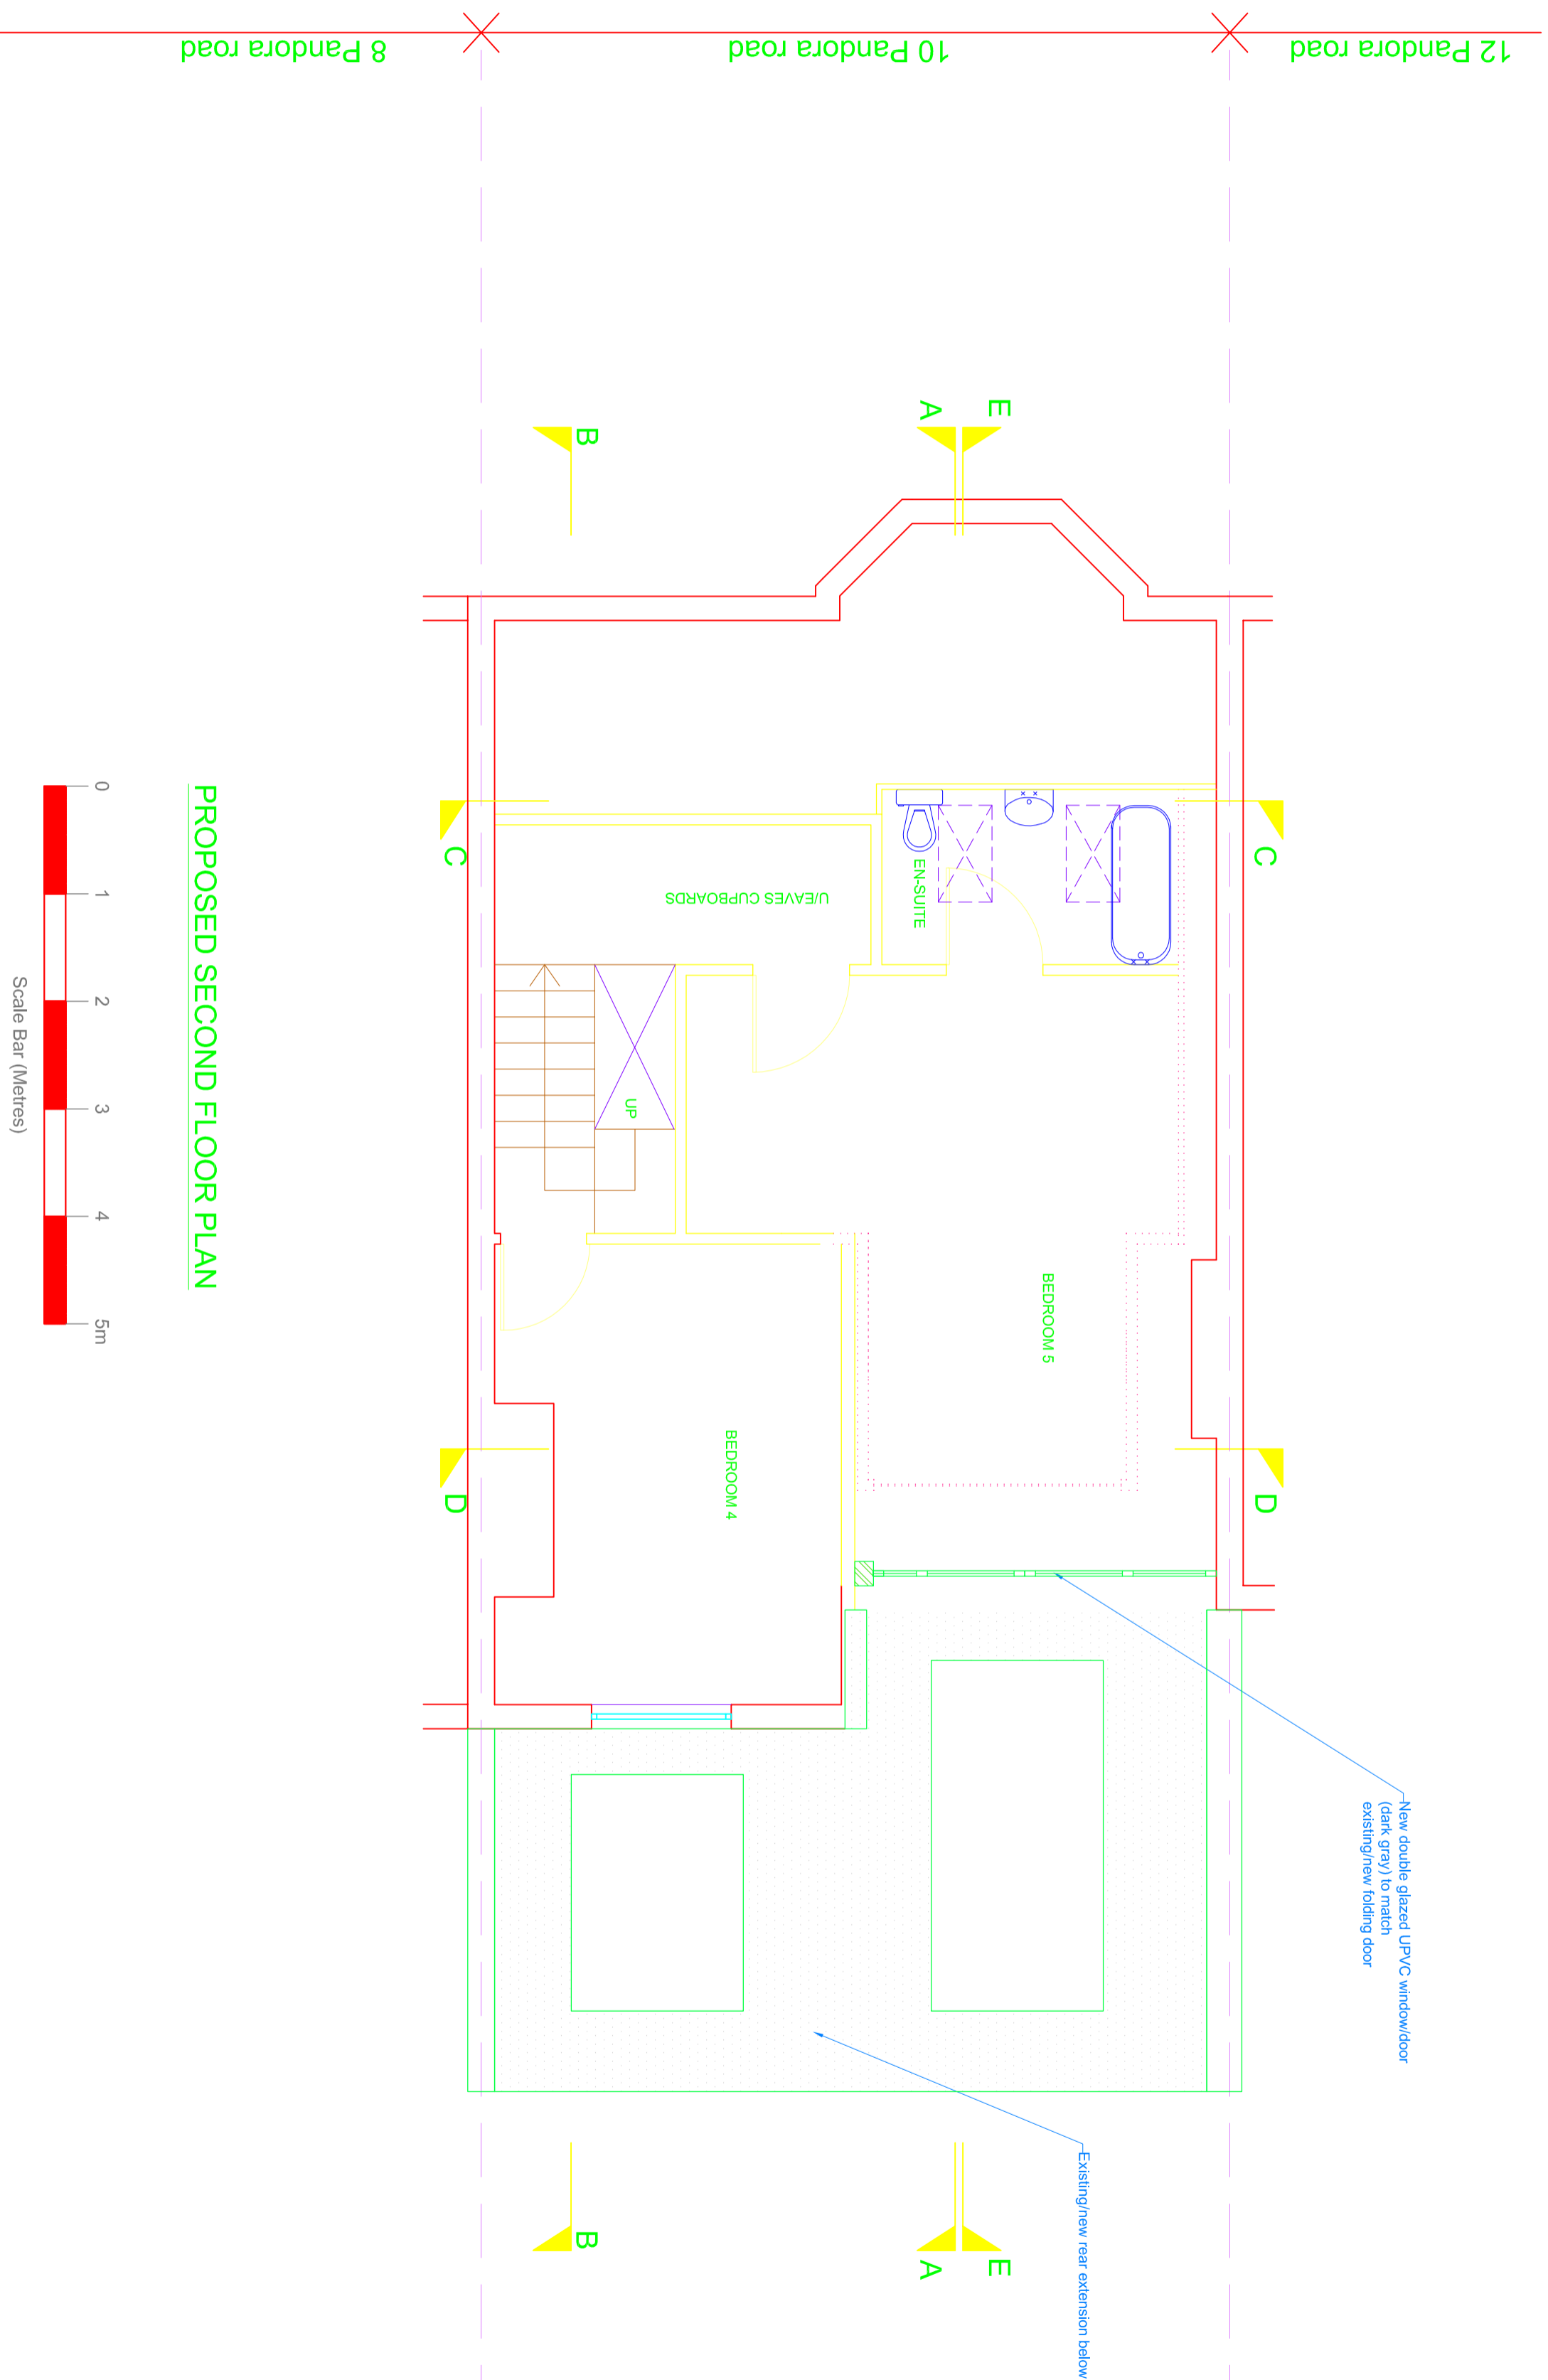 8 Pandora road
10 Pandora road
12 Pandora road
B
A
E
C
C
EN-SUITE
U/EAVES CUPBOARDS
UP
BEDROOM 5
BEDROOM 4
D
D
New double glazed UPVC window/door
(dark gray) to match
existing/new folding door
Existing/new rear extension below
B
A
E
PROPOSED SECOND FLOOR PLAN
0
1
2
3
4
5m
Scale Bar (Metres)